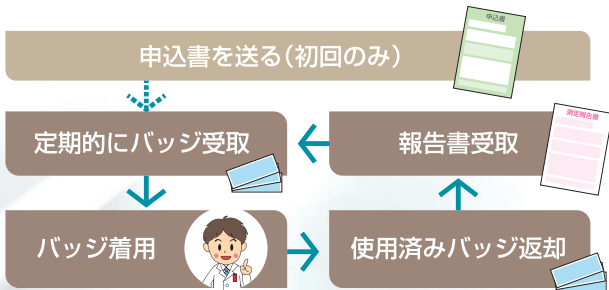 申込書を送る（初回のみ）
申込書
定期的にバッジ受取
報告書受取
測定報告書
バッジ着用
使用済みバッジ返却